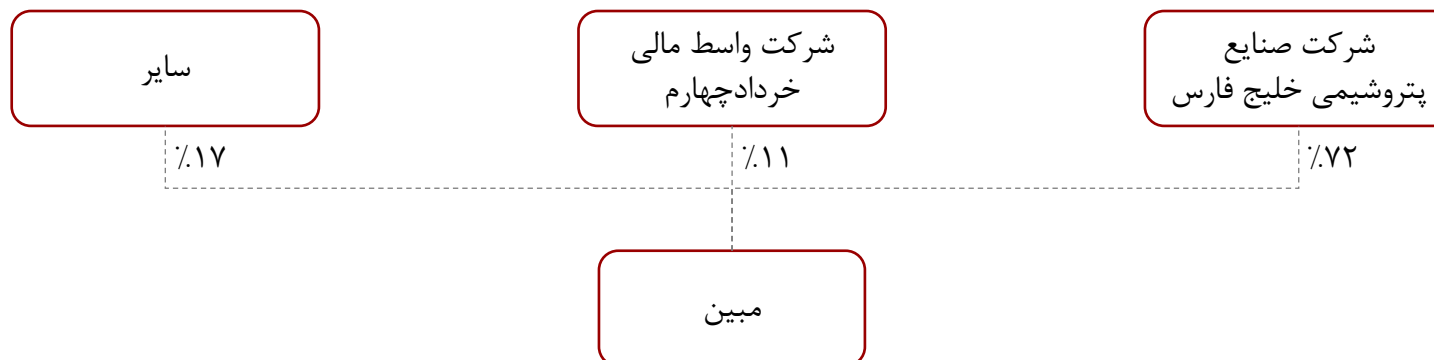 شرکت صنایع
پتروشیمی خلیج فارس
شرکت واسط مالی
خردادچهارم
سایر
٪۷۲
٪۱۱
٪۱۷
مبین